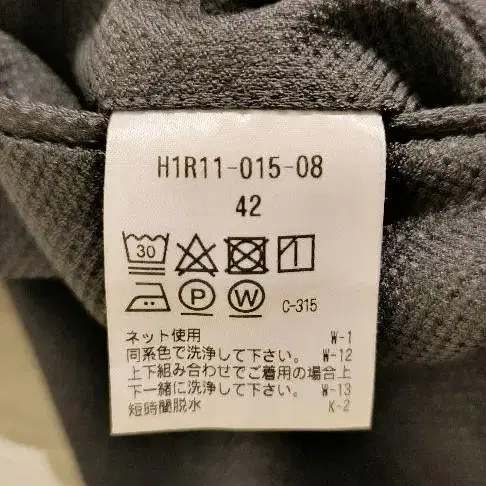 H1R11-015-08
42
30
P W C-315
ネット使用 W-1
同系色で洗浄して下さい。 W-12
上下組み合わせでご着用の場合上
下一緒に洗浄して下さい。 W-13
短時間脱水 K-2